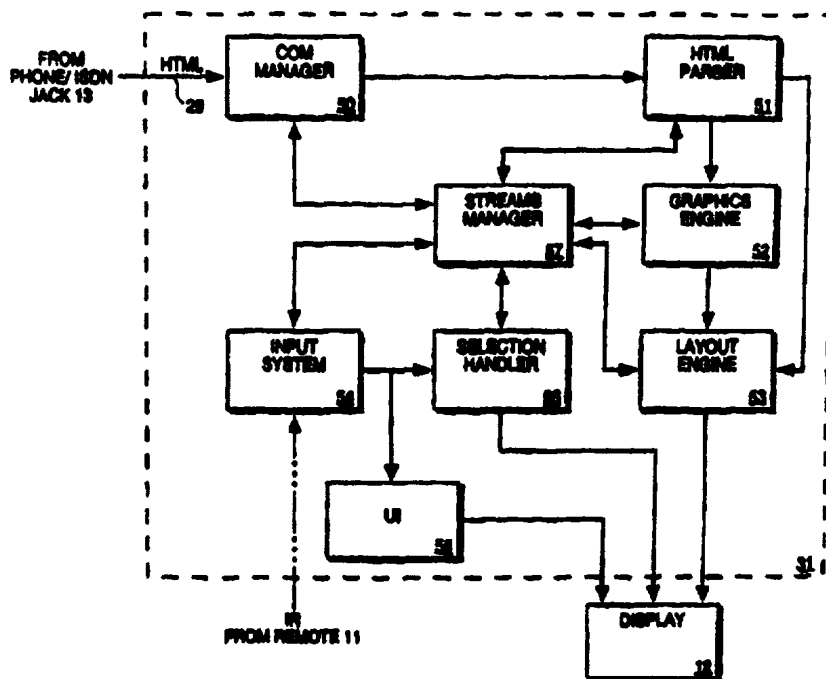 FROM
PHONE/ISDN
JACK 13
HTML
29
COM
MANAGER
50
HTML
PARSER
51
STREAMS
MANAGER
57
GRAPHICS
ENGINE
52
INPUT
SYSTEM
54
SELECTION
HANDLER
LAYOUT
ENGINE
53
UI
31
IR
FROM REMOTE 11
DISPLAY
12